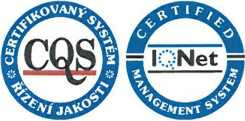 CERTIFIKOVANÝ SYSTÉM
CQS
ŘÍZENÍ JAKOSTI
CERTIFIED
IQNet
MANAGEMENT SYSTEM